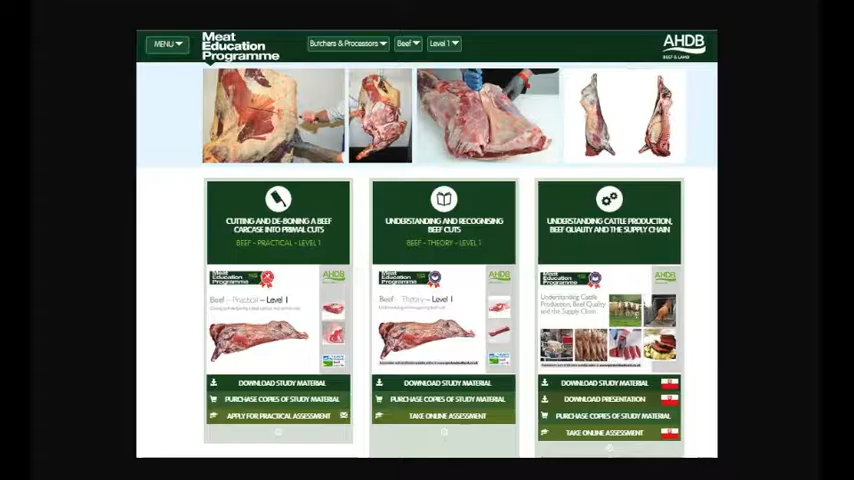 MENU
Meat
Education
Programme
Butchers & Processors
Beef
Level 1
AHDB
BEEF & LAMB
CUTTING AND DE-BONING A BEEF
CARCASE INTO PRIMAL CUTS
BEEF - PRACTICAL - LEVEL 1
UNDERSTANDING AND RECOGNISING
BEEF CUTS
BEEF - THEORY - LEVEL 1
UNDERSTANDING CATTLE PRODUCTION,
BEEF QUALITY AND THE SUPPLY CHAIN
Meat
Education
Programme
AHDB
Beef – Practical – Level 1
Meat
Education
Programme
AHDB
Beef – Theory – Level 1
Meat
Education
Programme
AHDB
Understanding Cattle
Production, Beef Quality
and the Supply Chain
DOWNLOAD STUDY MATERIAL
PURCHASE COPIES OF STUDY MATERIAL
APPLY FOR PRACTICAL ASSESSMENT
DOWNLOAD STUDY MATERIAL
PURCHASE COPIES OF STUDY MATERIAL
TAKE ONLINE ASSESSMENT
DOWNLOAD STUDY MATERIAL
DOWNLOAD PRESENTATION
PURCHASE COPIES OF STUDY MATERIAL
TAKE ONLINE ASSESSMENT